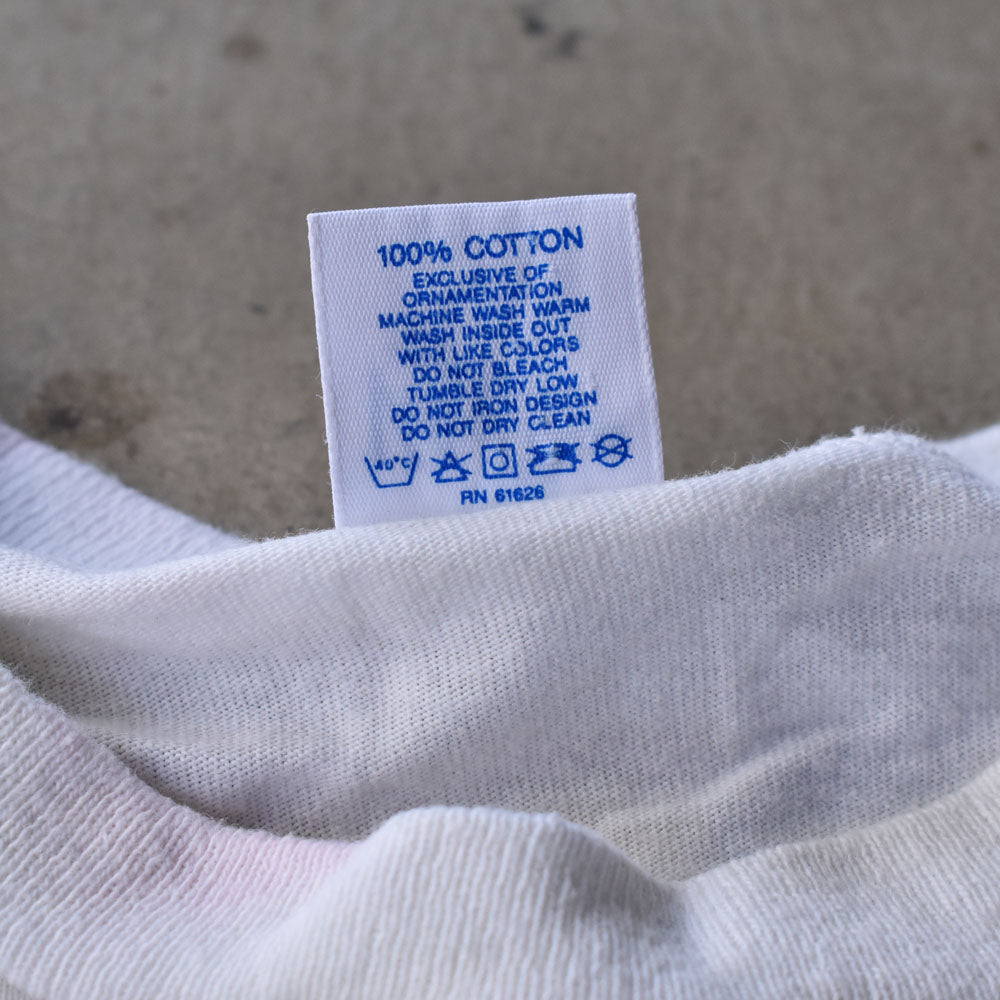 100% COTTON
EXCLUSIVE OF
ORNAMENTATION
MACHINE WASH WARM
WASH INSIDE OUT
WITH LIKE COLORS
DO NOT BLEACH
TUMBLE DRY LOW
DO NOT IRON DESIGN
DO NOT DRY CLEAN
40°C
RN 61626